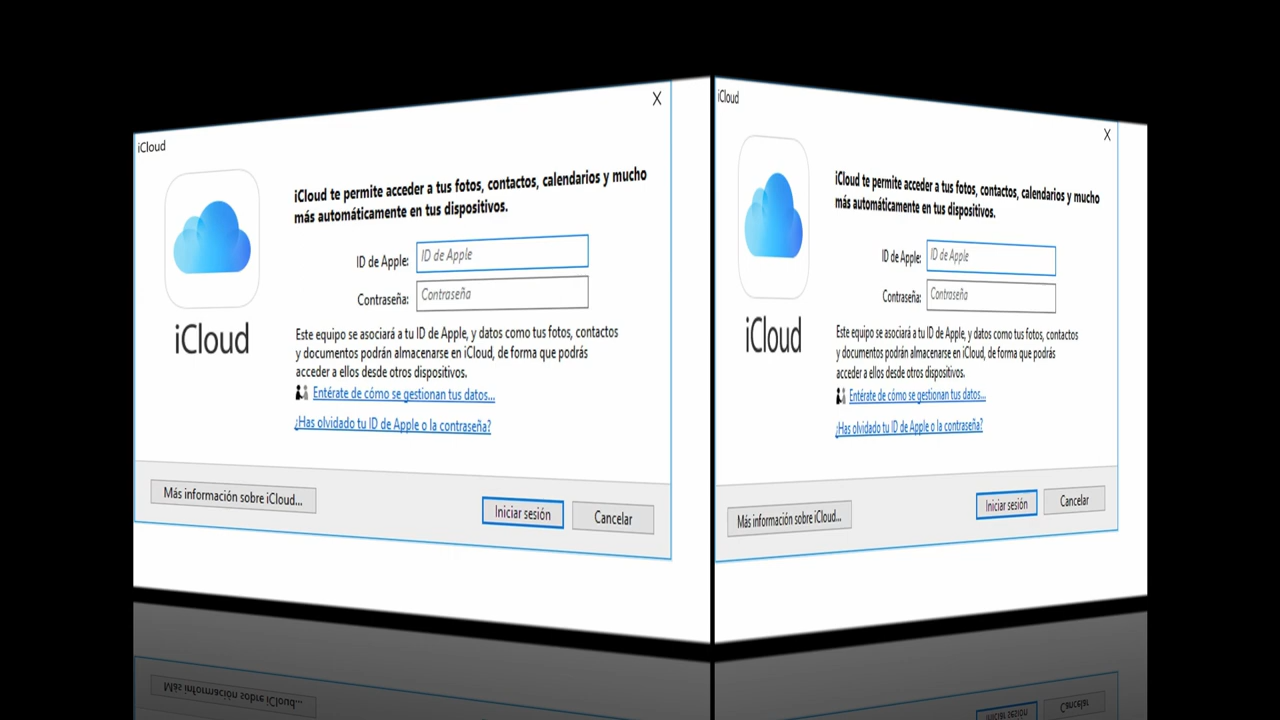 iCloud
iCloud te permite acceder a tus fotos, contactos, calendarios y mucho
más automáticamente en tus dispositivos.
ID de Apple: ID de Apple
Contraseña: Contraseña
iCloud
Este equipo se asociará a tu ID de Apple, y datos como tus fotos, contactos
y documentos podrán almacenarse en iCloud, de forma que podrás
acceder a ellos desde otros dispositivos.
Entérate de cómo se gestionan tus datos...
¿Has olvidado tu ID de Apple o la contraseña?
Más información sobre iCloud...
Iniciar sesión
Cancelar
iCloud
iCloud te permite acceder a tus fotos, contactos, calendarios y mucho
más automáticamente en tus dispositivos.
ID de Apple: ID de Apple
Contraseña: Contraseña
iCloud
Este equipo se asociará a tu ID de Apple, y datos como tus fotos, contactos
y documentos podrán almacenarse en iCloud, de forma que podrás
acceder a ellos desde otros dispositivos.
Entérate de cómo se gestionan tus datos...
¿Has olvidado tu ID de Apple o la contraseña?
Más información sobre iCloud...
Iniciar sesión
Cancelar
Más información sobre iCloud...
Iniciar sesión
Cancelar